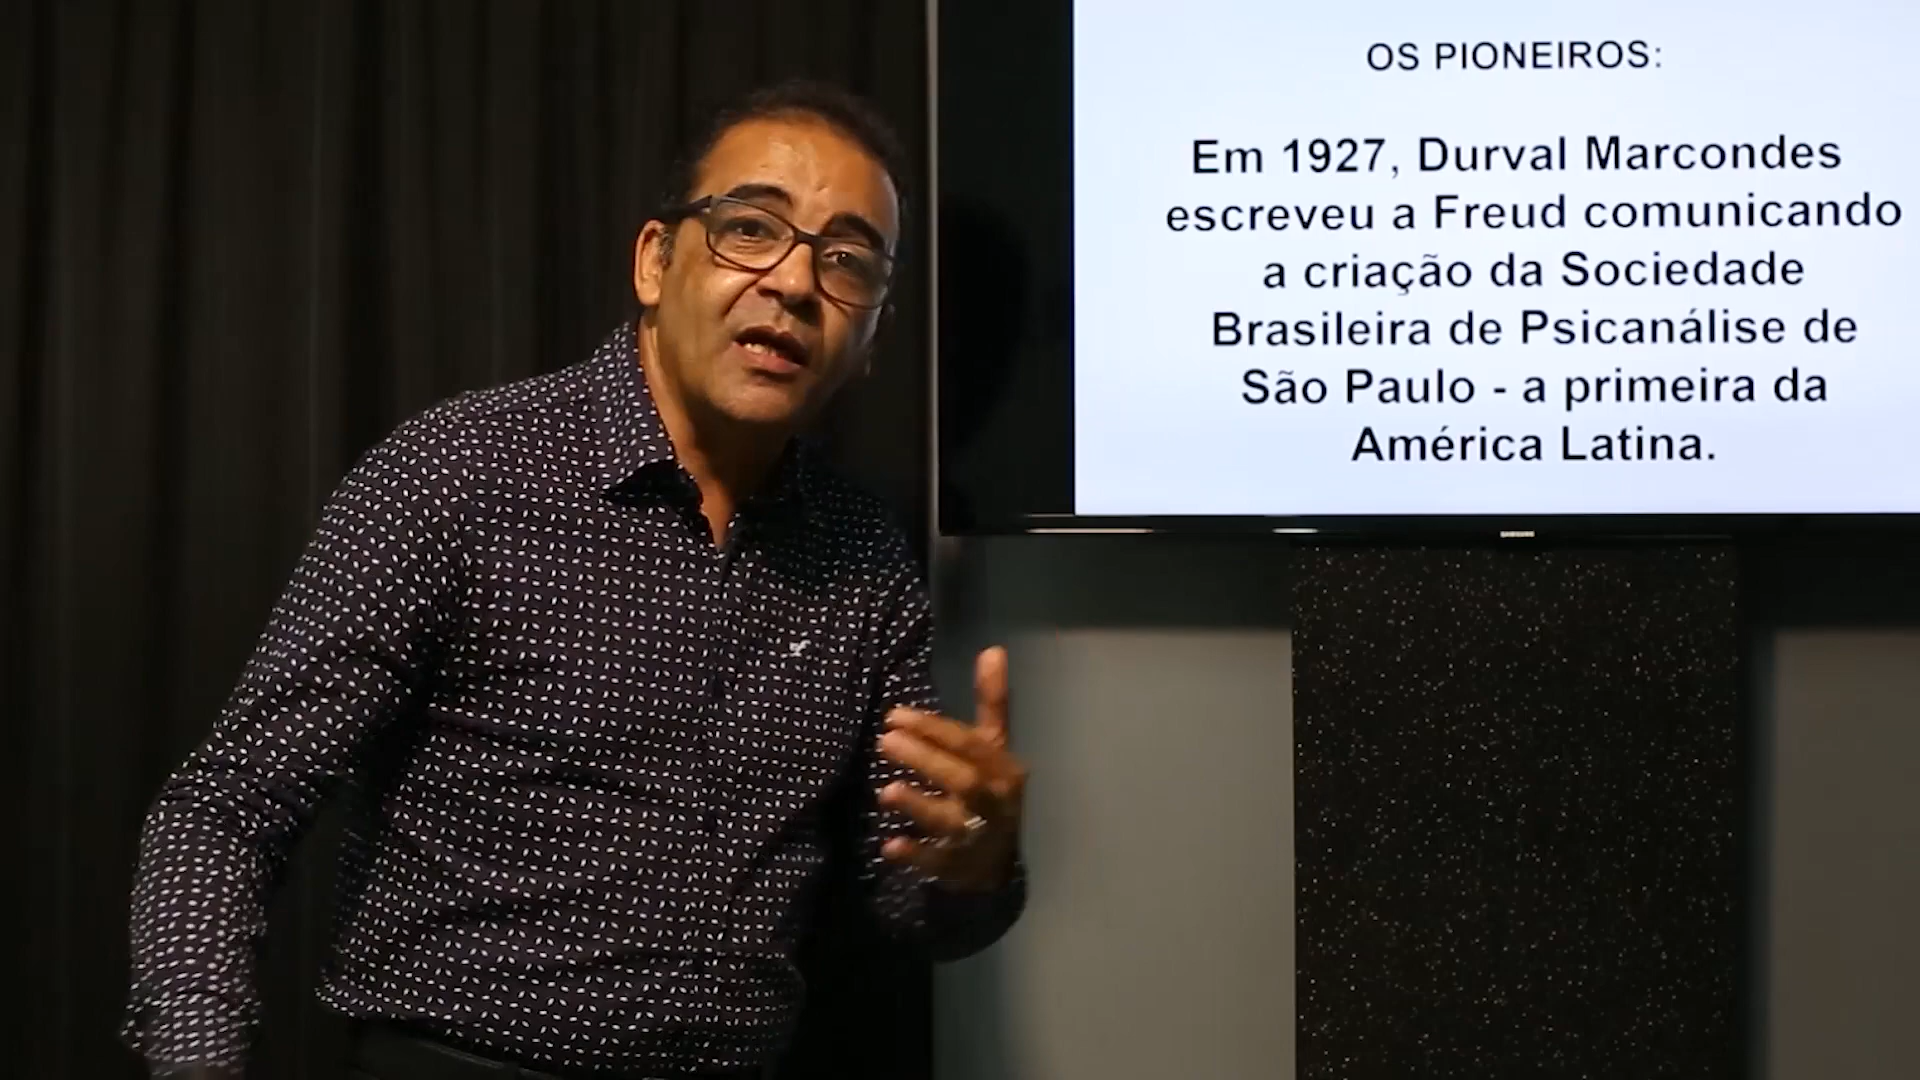 OS PIONEIROS:
Em 1927, Durval Marcondes
escreveu a Freud comunicando
a criação da Sociedade
Brasileira de Psicanálise de
São Paulo - a primeira da
América Latina.
SAMSUNG